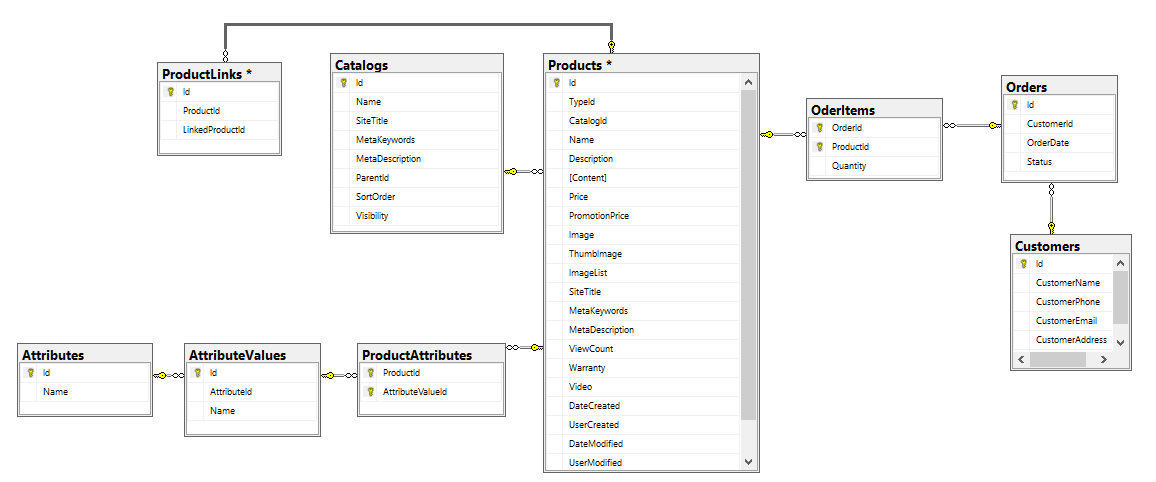 ProductLinks *
Id
ProductId
LinkedProductId
Catalogs
Id
Name
SiteTitle
MetaKeywords
MetaDescription
ParentId
SortOrder
Visibility
Products *
Id
TypeId
CatalogId
Name
Description
[Content]
Price
PromotionPrice
Image
ThumbImage
ImageList
SiteTitle
MetaKeywords
MetaDescription
ViewCount
Warranty
Video
DateCreated
UserCreated
DateModified
UserModified
OderItems
OrderId
ProductId
Quantity
Orders
Id
CustomerId
OrderDate
Status
Customers
Id
CustomerName
CustomerPhone
CustomerEmail
CustomerAddress
Attributes
Id
Name
AttributeValues
Id
AttributeId
Name
ProductAttributes
ProductId
AttributeValueId